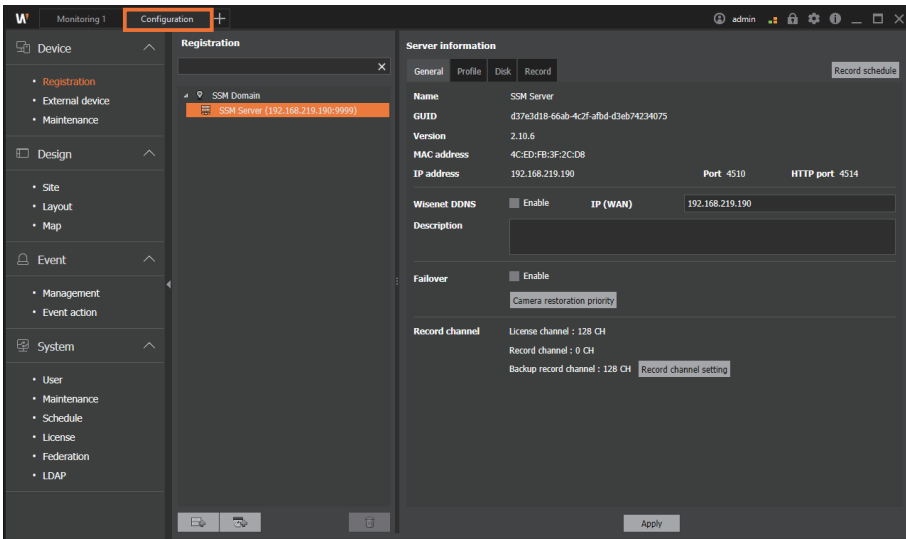 W Monitoring 1 Configuration admin
Device
• Registration
• External device
• Maintenance
Design
• Site
• Layout
• Map
Event
• Management
• Event action
System
• User
• Maintenance
• Schedule
• License
• Federation
• LDAP
Registration
SSM Domain
SSM Server (192.168.219.190:9999)
Server information
General Profile Disk Record Record schedule
Name SSM Server
GUID d37e3d18-66ab-4c2f-afbd-d3eb74234075
Version 2.10.6
MAC address 4C:ED:FB:3F:2C:D8
IP address 192.168.219.190 Port 4510 HTTP port 4514
Wisenet DDNS Enable IP (WAN) 192.168.219.190
Description
Failover Enable
Camera restoration priority
Record channel License channel : 128 CH
Record channel : 0 CH
Backup record channel : 128 CH Record channel setting
Apply